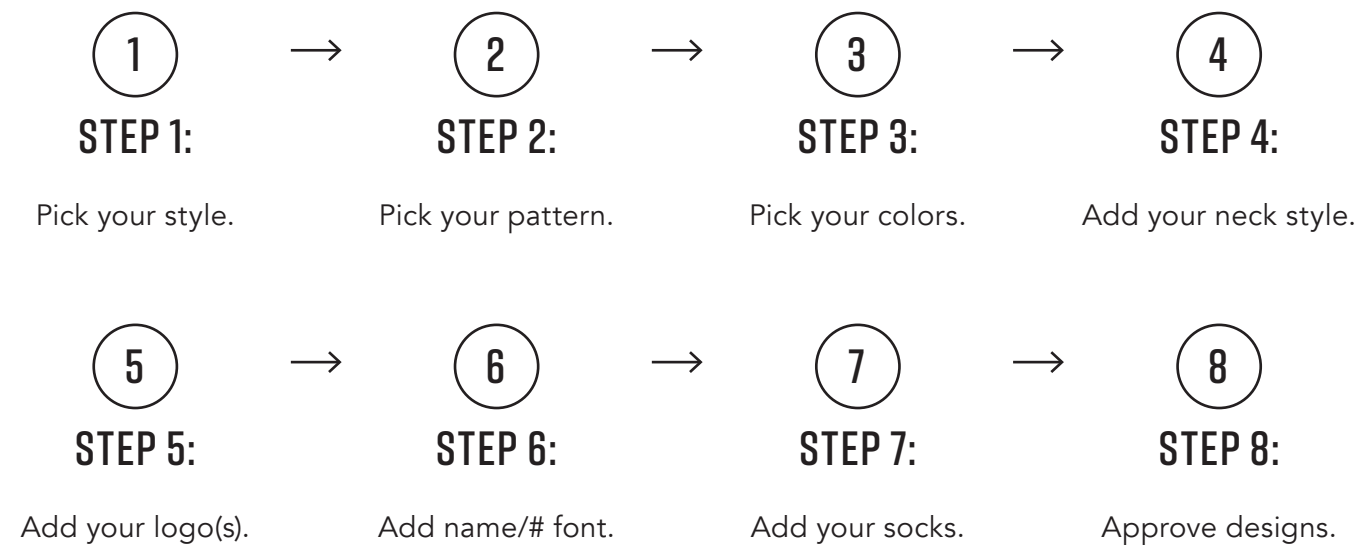 1 → 2 → 3 → 4
STEP 1: STEP 2: STEP 3: STEP 4:
Pick your style. Pick your pattern. Pick your colors. Add your neck style.
5 → 6 → 7 → 8
STEP 5: STEP 6: STEP 7: STEP 8:
Add your logo(s). Add name/# font. Add your socks. Approve designs.